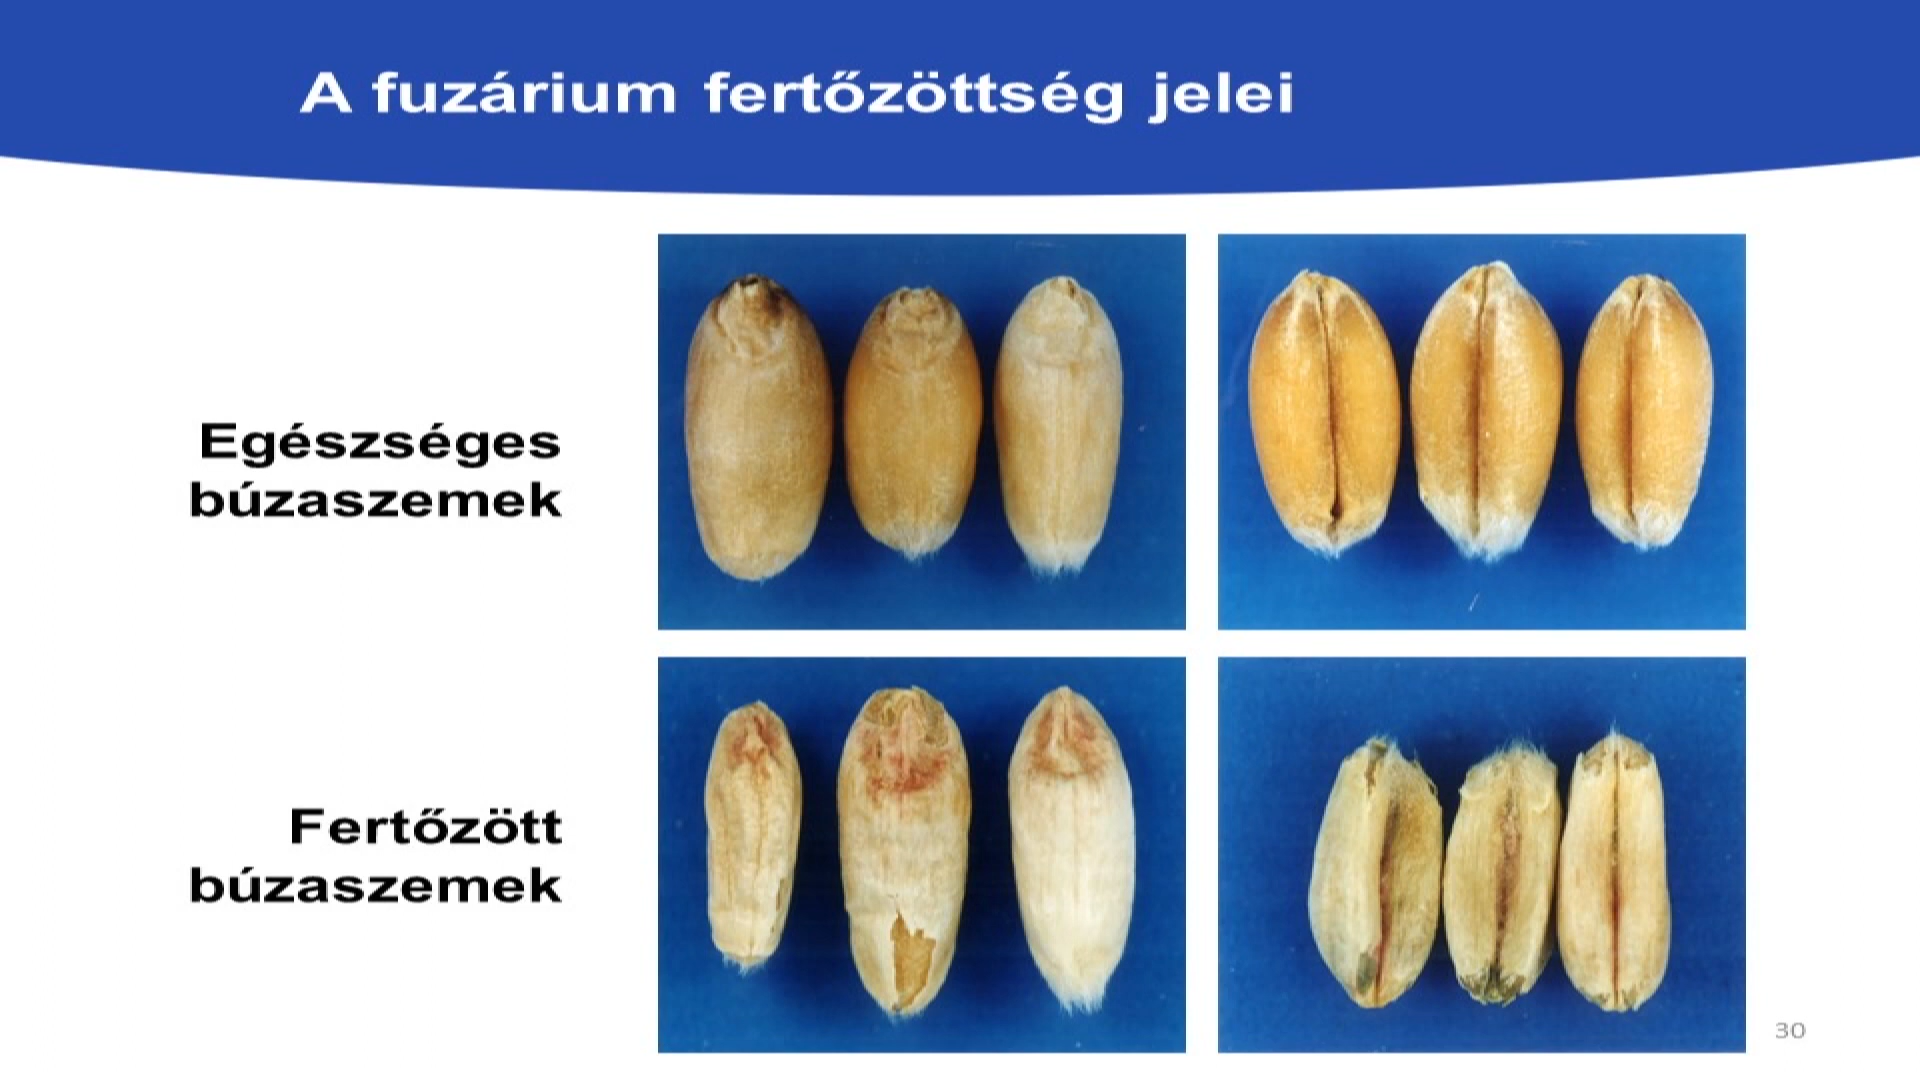 A fuzárium fertőzöttség jelei
Egészséges
búzaszemek
Fertőzött
búzaszemek
30